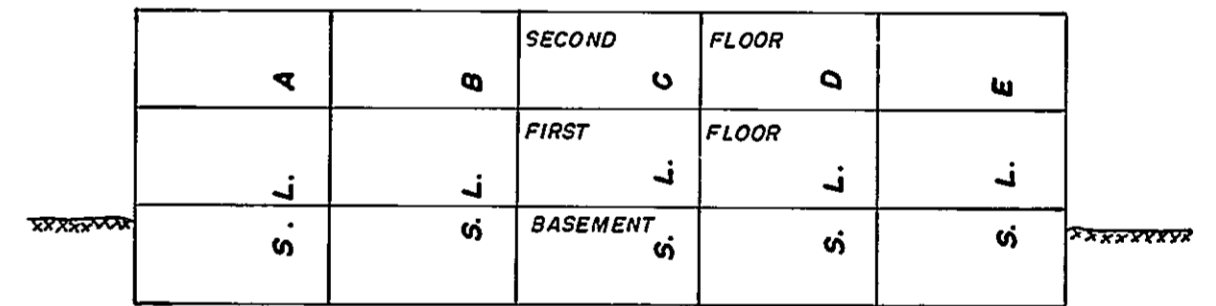 SECOND FLOOR
FIRST FLOOR
BASEMENT
S. L. A
S. L. B
S. L. C
S. L. D
S. L. E